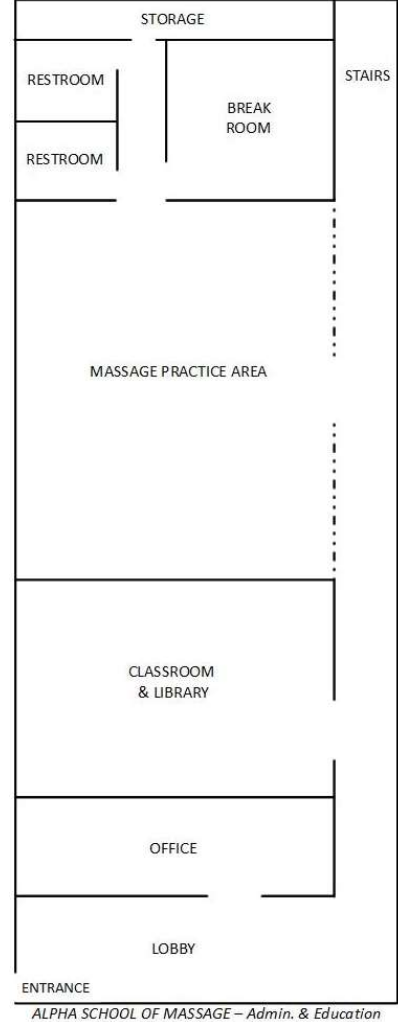 STORAGE
RESTROOM
STAIRS
BREAK
ROOM
RESTROOM
MASSAGE PRACTICE AREA
CLASSROOM
& LIBRARY
OFFICE
LOBBY
ENTRANCE
ALPHA SCHOOL OF MASSAGE – Admin. & Education